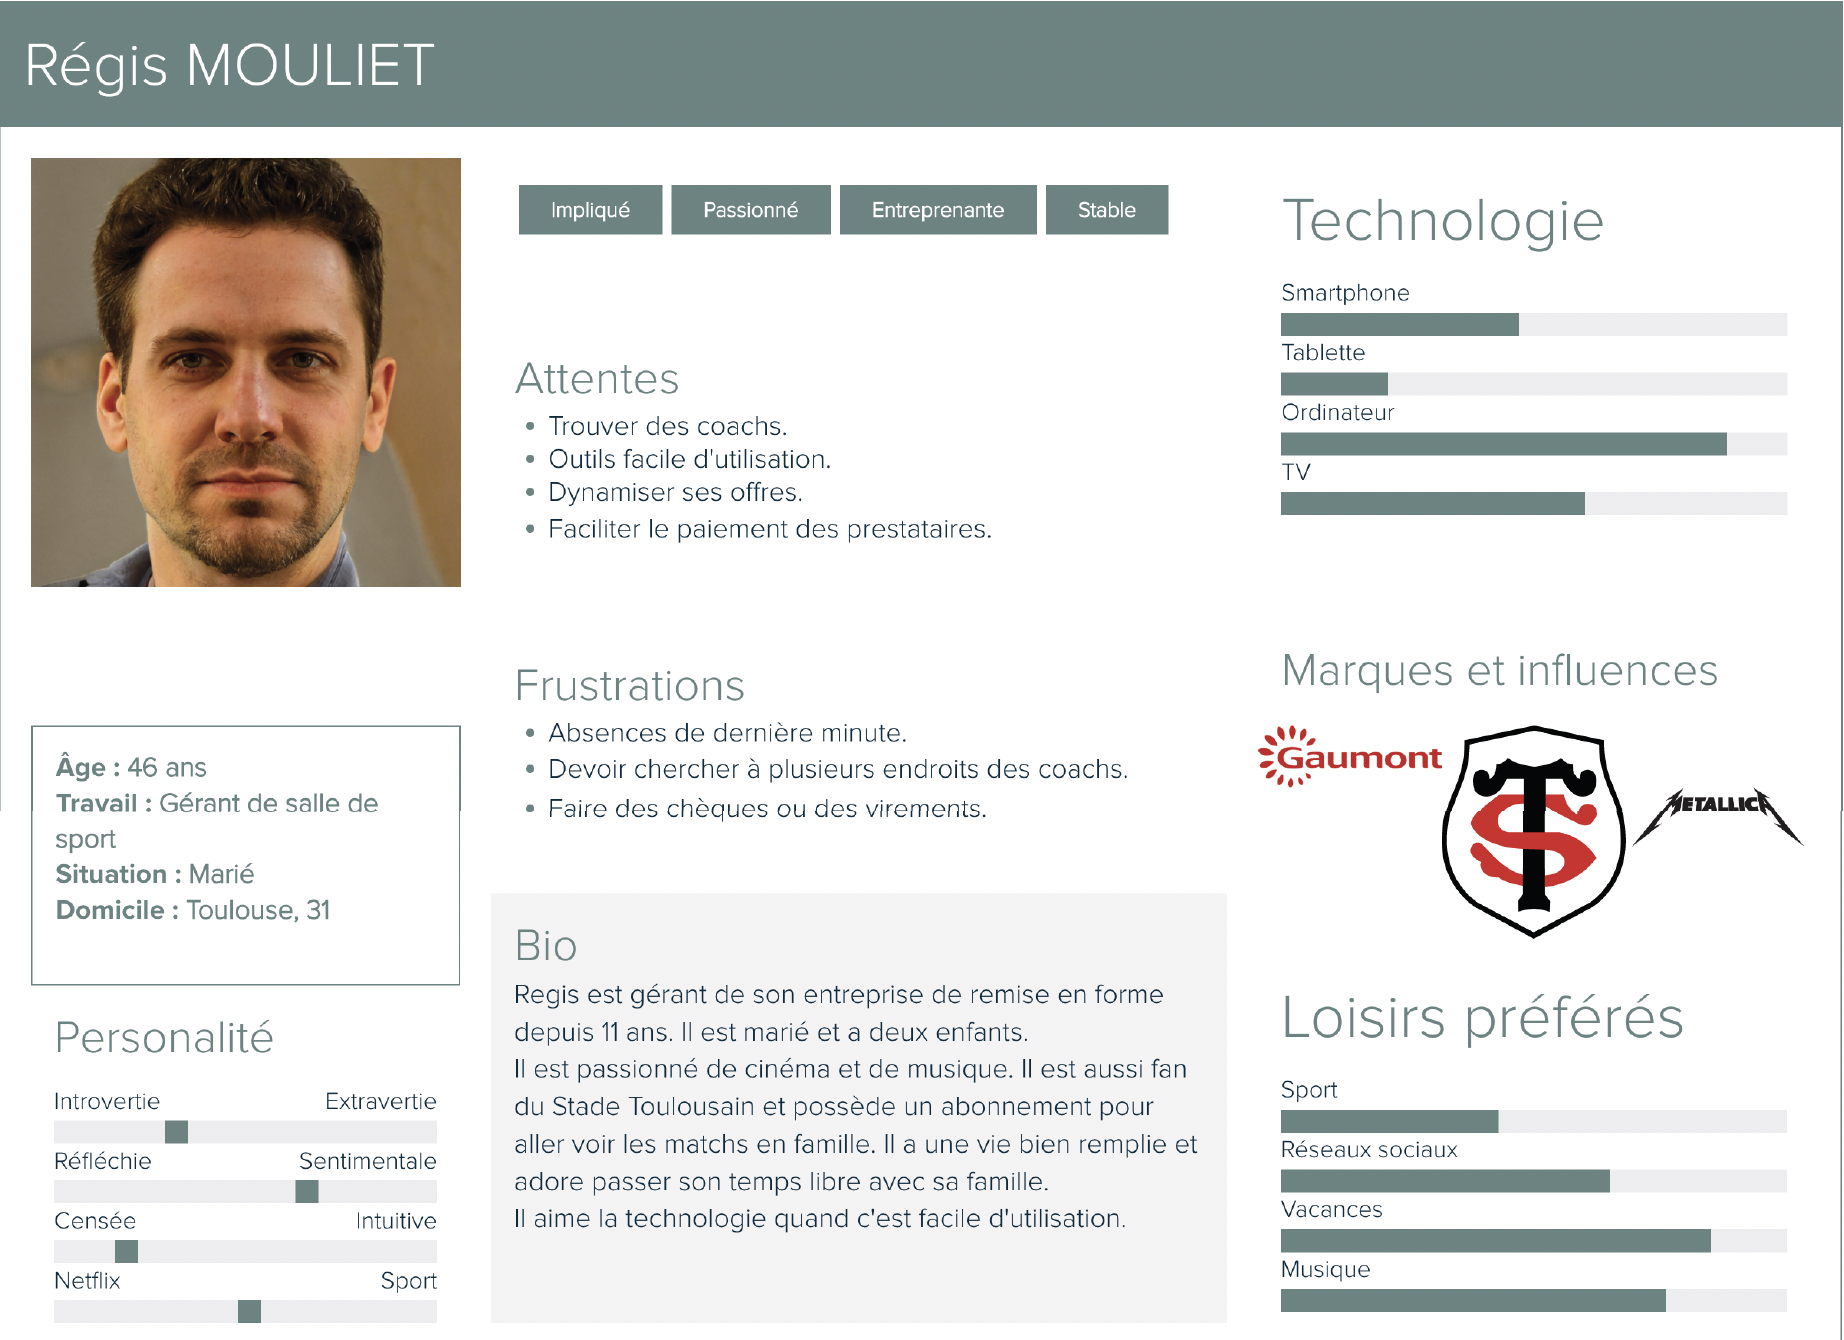 Régis MOULIET
Impliqué
Passionné
Entreprenante
Stable
Attentes
• Trouver des coachs.
• Outils facile d'utilisation.
• Dynamiser ses offres.
• Faciliter le paiement des prestataires.
Frustrations
• Absences de dernière minute.
• Devoir chercher à plusieurs endroits des coachs.
• Faire des chèques ou des virements.
Âge : 46 ans
Travail : Gérant de salle de
sport
Situation : Marié
Domicile : Toulouse, 31
Personalité
Introvertie Extravertie
Réfléchie Sentimentale
Censée Intuitive
Netflix Sport
Bio
Regis est gérant de son entreprise de remise en forme
depuis 11 ans. Il est marié et a deux enfants.
Il est passionné de cinéma et de musique. Il est aussi fan
du Stade Toulousain et possède un abonnement pour
aller voir les matchs en famille. Il a une vie bien remplie et
adore passer son temps libre avec sa famille.
Il aime la technologie quand c'est facile d'utilisation.
Technologie
Smartphone
Tablette
Ordinateur
TV
Marques et influences
Gaumont
ST
METALLICA
Loisirs préférés
Sport
Réseaux sociaux
Vacances
Musique